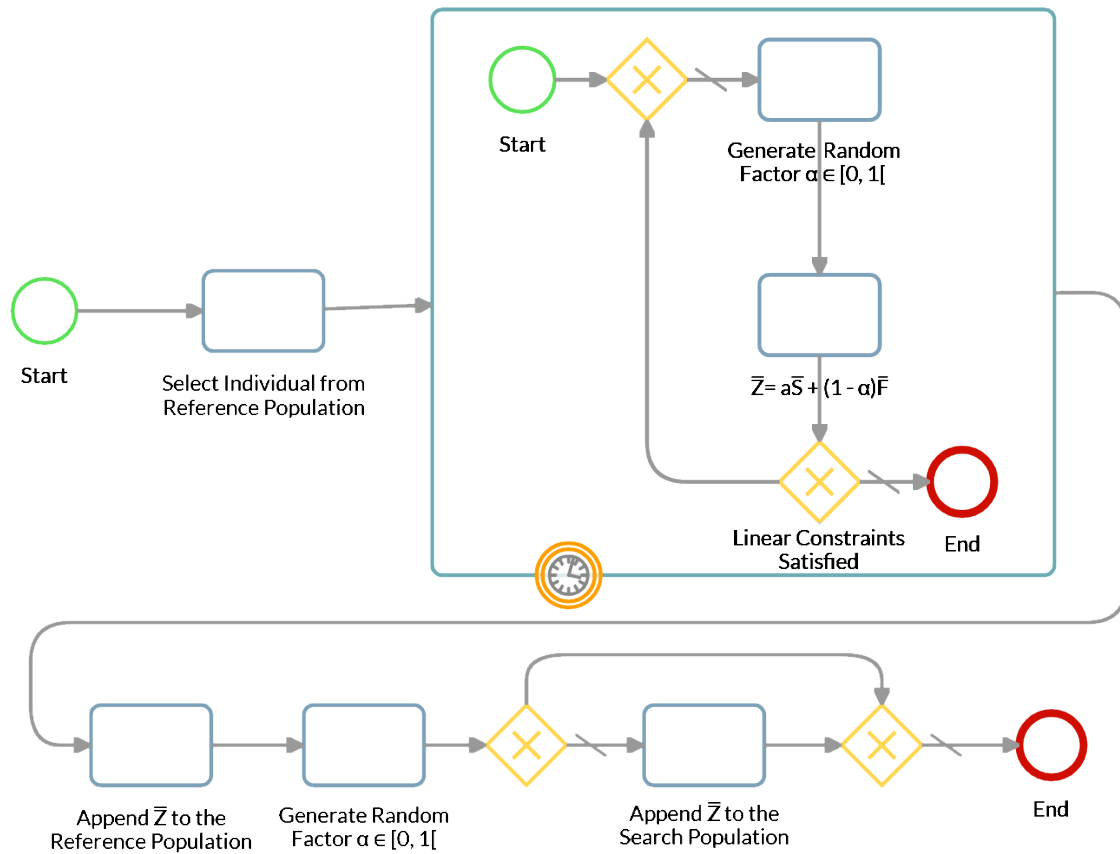 Start
Generate Random
Factor α ∈ [0, 1[
Start
Select Individual from
Reference Population
Z̅= aS̅ + (1 - α)F̅
Linear Constraints
Satisfied
End
Append Z̅ to the
Reference Population
Generate Random
Factor α ∈ [0, 1[
Append Z̅ to the
Search Population
End